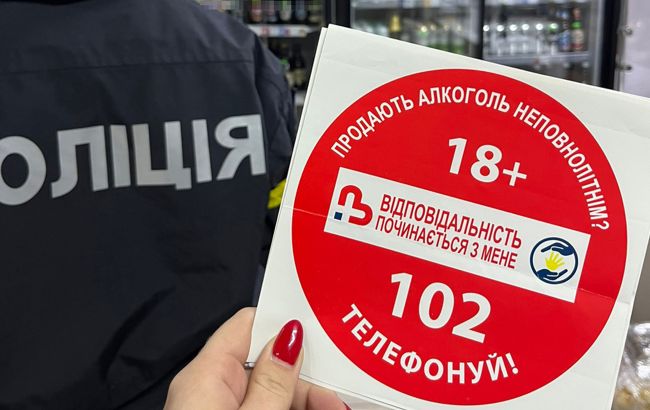 ОЛІЦІЯ
ПРОДАЮТЬ АЛКОГОЛЬ НЕПОВНОЛІТНІМ?
18+
ВІДПОВІДАЛЬНІСТЬ
ПОЧИНАЄТЬСЯ З МЕНЕ
102
ТЕЛЕФОНУЙ!